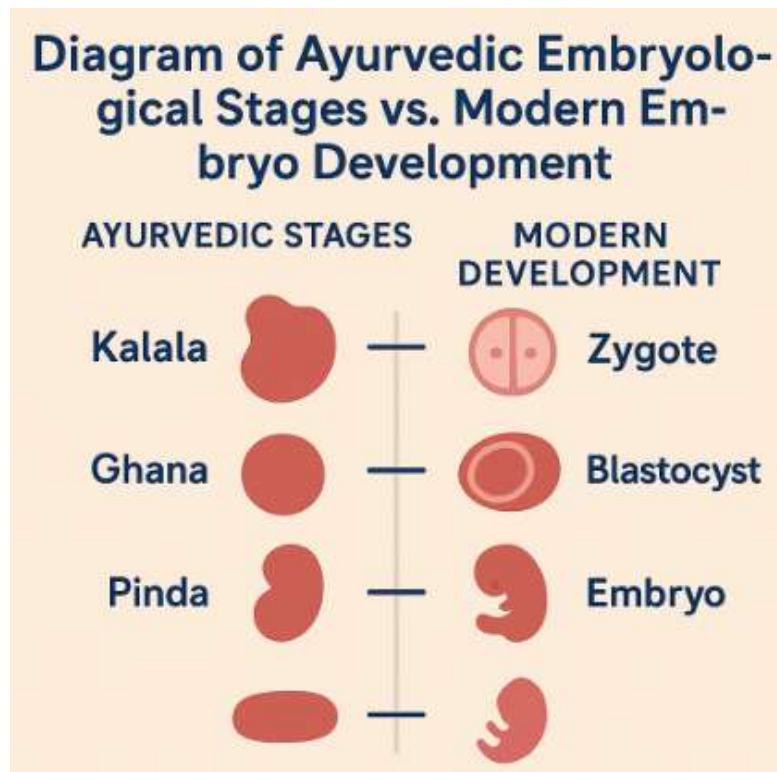 Diagram of Ayurvedic Embryolo-
gical Stages vs. Modern Em-
bryo Development
AYURVEDIC STAGES
MODERN
DEVELOPMENT
Kalala
Zygote
Ghana
Blastocyst
Pinda
Embryo